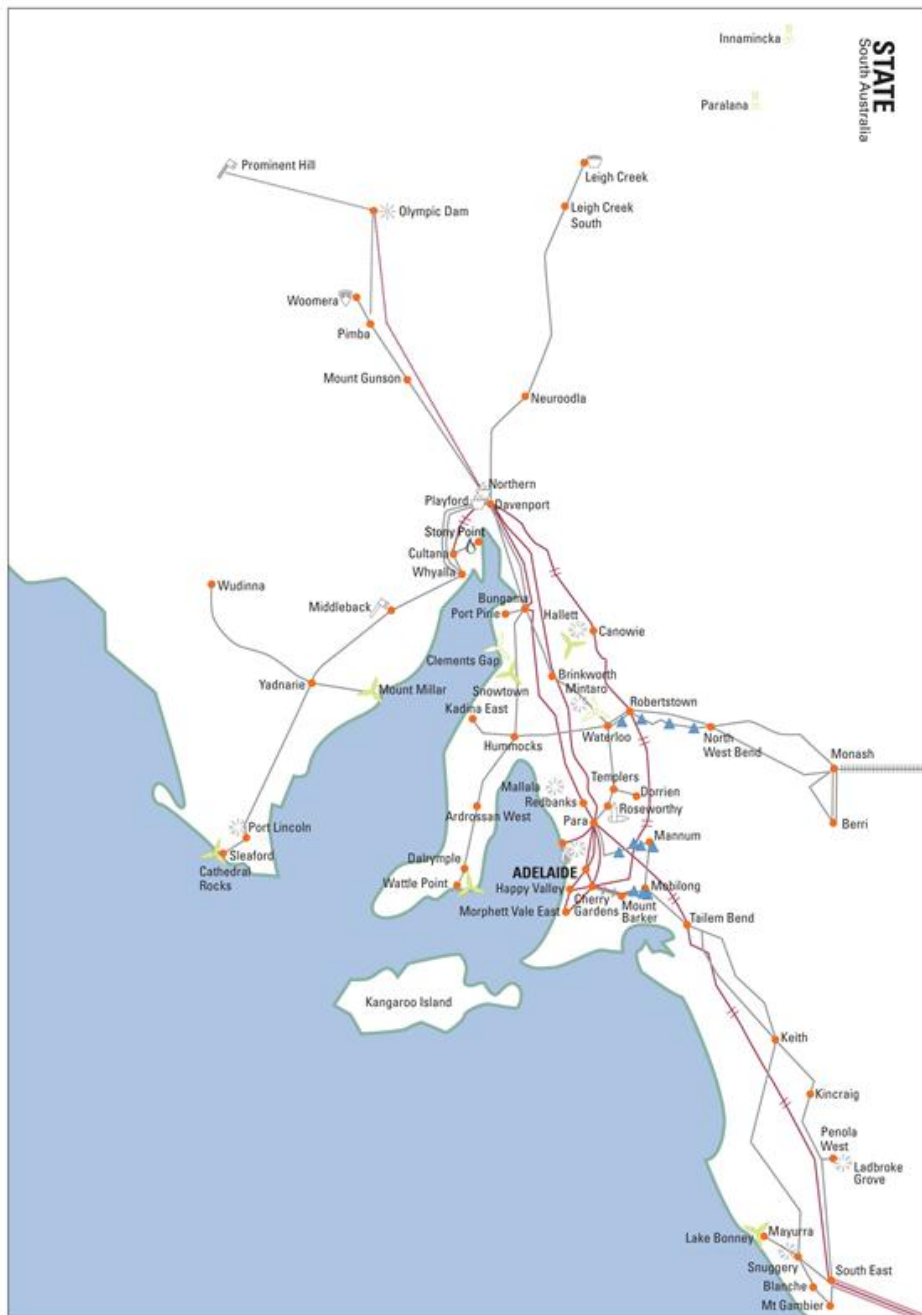 STATE
South Australia
Innamincka
Paralana
Prominent Hill
Leigh Creek
Olympic Dam
Leigh Creek
South
Woomera
Pimba
Mount Gunson
Neuroodla
Northern
Playford
Davenport
Stony Point
Cultana
Whyalla
Wudinna
Bungama
Middleback
Port Pirie
Hallett
Canowie
Clements Gap
Brinkworth
Yadnarie
Mount Millar
Snowtown
Mintaro
Kadina East
Robertstown
Hummocks
Waterloo
North
West Bend
Monash
Templers
Mallala
Dorrien
Redbanks
Roseworthy
Ardrossan West
Para
Berri
Port Lincoln
Mannum
Sleaford
Cathedral
Rocks
Dalrymple
ADELAIDE
Wattle Point
Happy Valley
Cherry
Gardens
Mobilong
Mount
Barker
Morphett Vale East
Tailem Bend
Kangaroo Island
Keith
Kincraig
Penola
West
Ladbroke
Grove
Mayurra
Lake Bonney
Snuggery
South East
Blanche
Mt Gambier